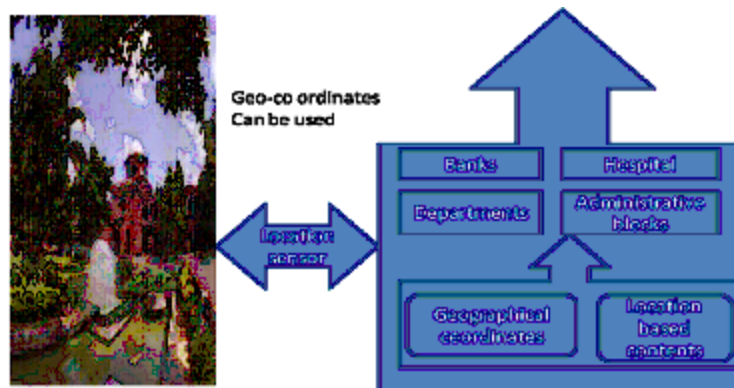 Geo-co ordinates
Can be used
Banks
Hospital
Departments
Administrative
blocks
Location
sensor
Geographical
coordinates
Location
based
contents